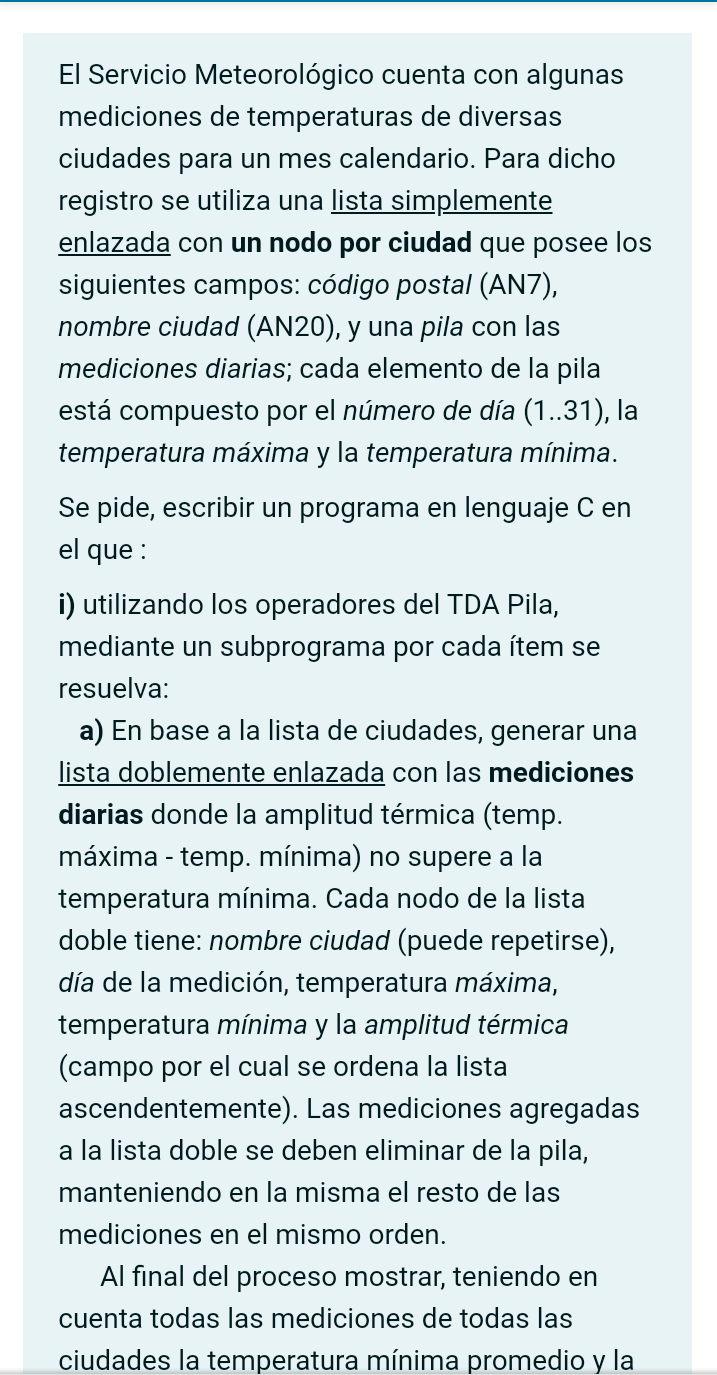 El Servicio Meteorológico cuenta con algunas
mediciones de temperaturas de diversas
ciudades para un mes calendario. Para dicho
registro se utiliza una lista simplemente
enlazada con un nodo por ciudad que posee los
siguientes campos: código postal (AN7),
nombre ciudad (AN20), y una pila con las
mediciones diarias; cada elemento de la pila
está compuesto por el número de día (1..31), la
temperatura máxima y la temperatura mínima.
Se pide, escribir un programa en lenguaje C en
el que :
i) utilizando los operadores del TDA Pila,
mediante un subprograma por cada ítem se
resuelva:
a) En base a la lista de ciudades, generar una
lista doblemente enlazada con las mediciones
diarias donde la amplitud térmica (temp.
máxima - temp. mínima) no supere a la
temperatura mínima. Cada nodo de la lista
doble tiene: nombre ciudad (puede repetirse),
día de la medición, temperatura máxima,
temperatura mínima y la amplitud térmica
(campo por el cual se ordena la lista
ascendentemente). Las mediciones agregadas
a la lista doble se deben eliminar de la pila,
manteniendo en la misma el resto de las
mediciones en el mismo orden.
Al final del proceso mostrar, teniendo en
cuenta todas las mediciones de todas las
ciudades la temperatura mínima promedio y la